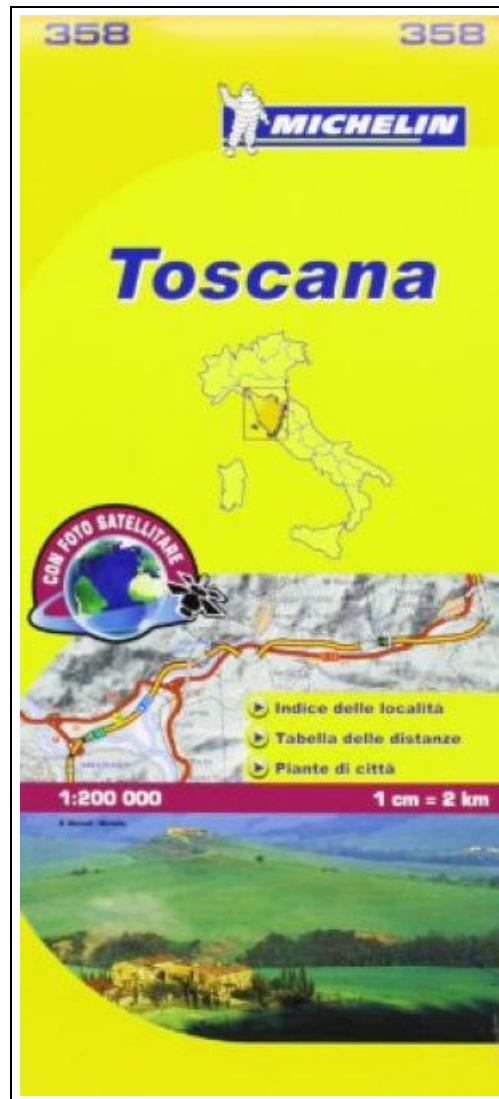 358 358
MICHELIN
Toscana
CON FOTO SATELLITARE
Indice delle località
Tabella delle distanze
Piante di città
1:200 000 1 cm = 2 km